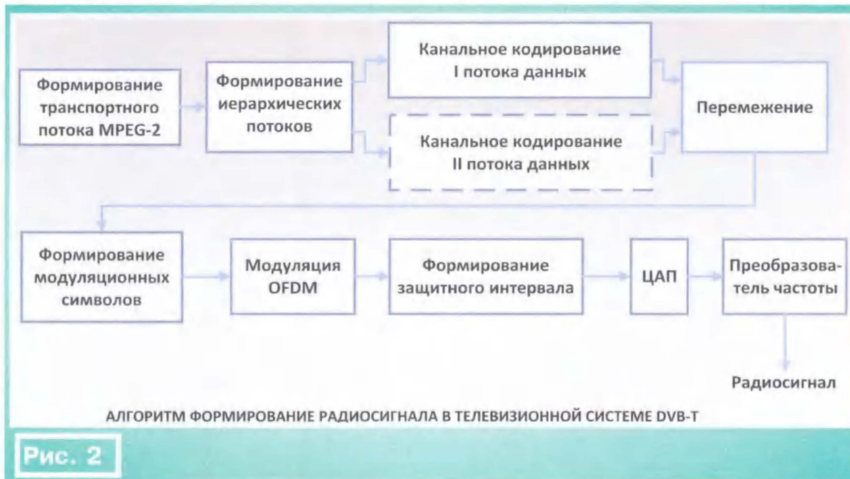 Формирование
транспортного
потока MPEG-2
Формирование
иерархических
потоков
Канальное кодирование
I потока данных
Канальное кодирование
II потока данных
Перемежение
Формирование
модуляционных
символов
Модуляция
OFDM
Формирование
защитного интервала
ЦАП
Преобразова-
тель частоты
Радиосигнал
АЛГОРИТМ ФОРМИРОВАНИЕ РАДИОСИГНАЛА В ТЕЛЕВИЗИОННОЙ СИСТЕМЕ DVB-T
Рис. 2